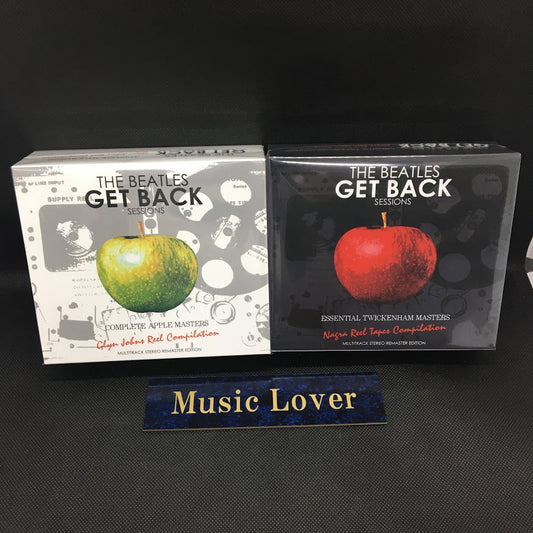 THE BEATLES
GET BACK
SESSIONS
COMPLETE APPLE MASTERS
Glyn Johns Reel Compilation
MULTITRACK STEREO REMASTER EDITION
THE BEATLES
GET BACK
SESSIONS
ESSENTIAL TWICKENHAM MASTERS
Nagra Reel Tapes Compilation
MULTITRACK STEREO REMASTER EDITION
Music Lover